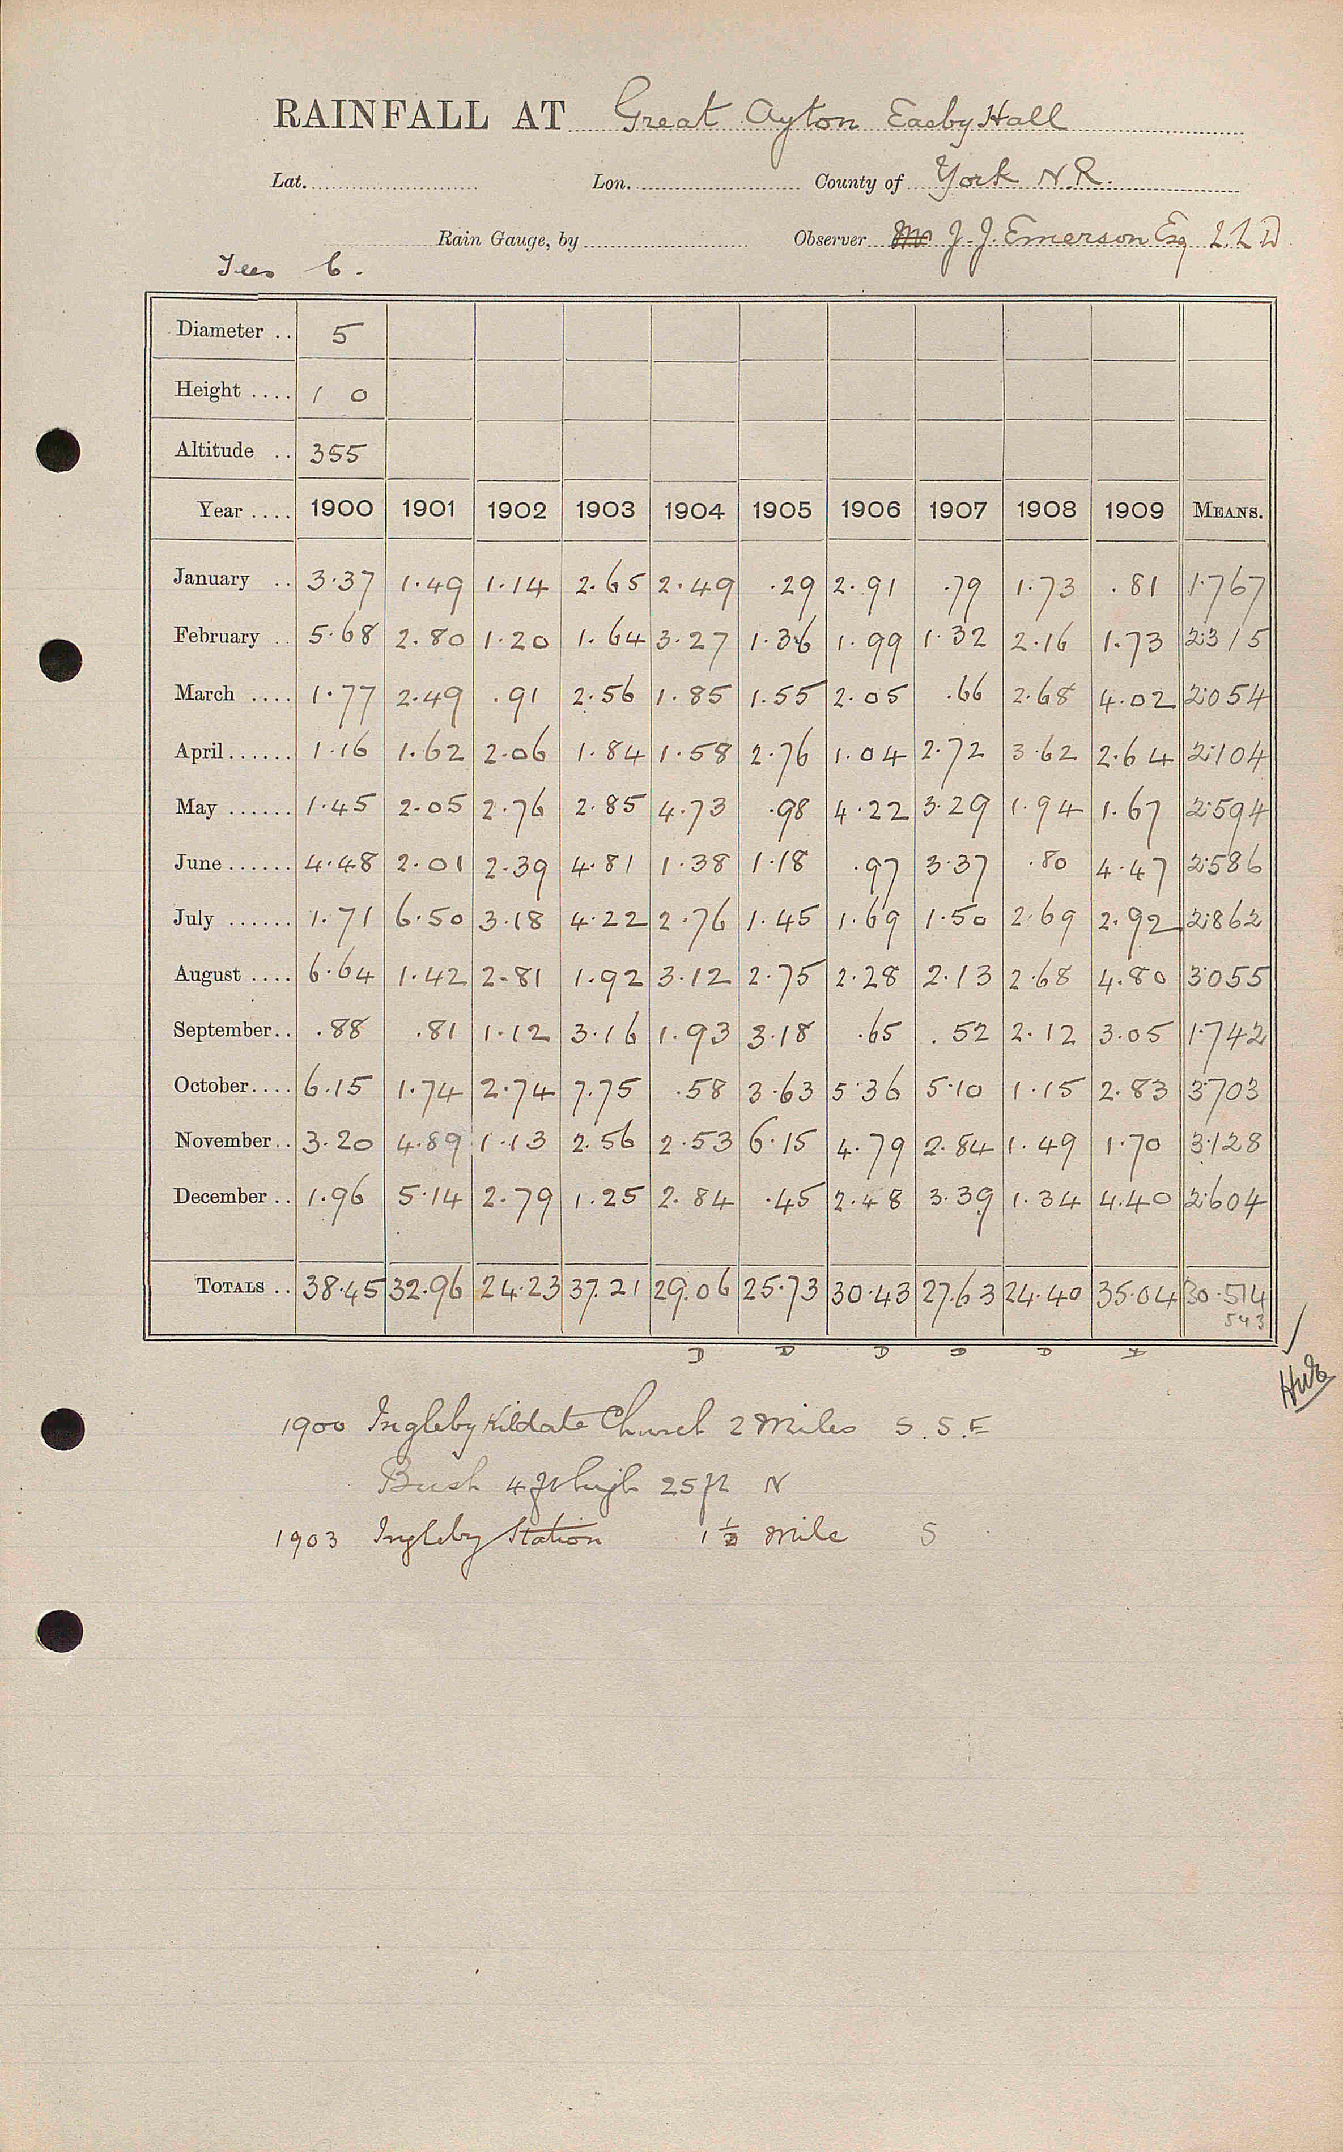 RAINFALL AT Great Ayton Easby Hall
Lat. Lon. County of York N.R.
Rain Gauge, by Observer J. J. Emerson Esq LLD
Tees 6.
Diameter .. 5
Height .... 1 0
Altitude .. 355
Year .... 1900 1901 1902 1903 1904 1905 1906 1907 1908 1909 MEANS.
January .. 3.37 1.49 1.14 2.65 2.49 .29 2.91 .79 1.73 .81 1.767
February .. 5.68 2.80 1.20 1.64 3.27 1.36 1.99 1.32 2.16 1.73 2.315
March .... 1.77 2.49 .91 2.56 1.85 1.55 2.05 .66 2.68 4.02 2.054
April...... 1.16 1.62 2.06 1.84 1.58 2.76 1.04 2.72 3.62 2.64 2.104
May ...... 1.45 2.05 2.76 2.85 4.73 .98 4.22 3.29 1.94 1.67 2.594
June...... 4.48 2.01 2.39 4.81 1.38 1.18 .97 3.37 .80 4.47 2.586
July ...... 1.71 6.50 3.18 4.22 2.76 1.45 1.69 1.50 2.69 2.92 2.862
August .... 6.64 1.42 2.81 1.92 3.12 2.75 2.28 2.13 2.68 4.80 3.055
September.. .88 .81 1.12 3.16 1.93 3.18 .65 .52 2.12 3.05 1.742
October.... 6.15 1.74 2.74 7.75 .58 3.63 5.36 5.10 1.15 2.83 3.703
November.. 3.20 4.89 1.13 2.56 2.53 6.15 4.79 2.84 1.49 1.70 3.128
December .. 1.96 5.14 2.79 1.25 2.84 .45 2.48 3.39 1.34 4.40 2.604
TOTALS .. 38.45 32.96 24.23 37.21 29.06 25.73 30.43 27.63 24.40 35.04 30.514
543
D D D D D
1900 Ingleby Kildale Church 2 Miles S.S.E
Bush 4 ft high 25 ft N
1903 Ingleby Station 1 1/2 Mile S